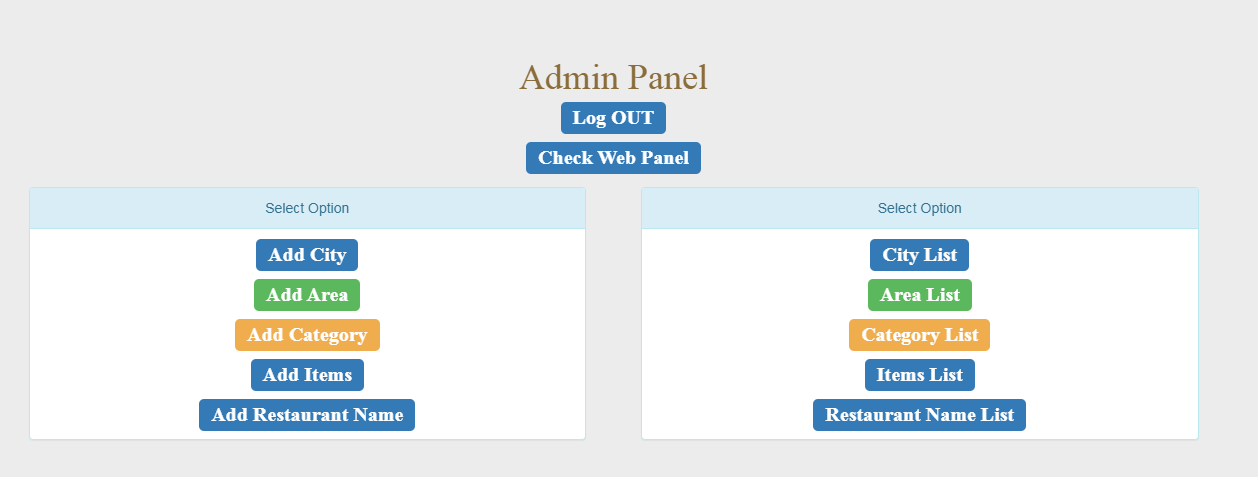 Admin Panel
Log OUT
Check Web Panel
Select Option
Add City
Add Area
Add Category
Add Items
Add Restaurant Name
Select Option
City List
Area List
Category List
Items List
Restaurant Name List